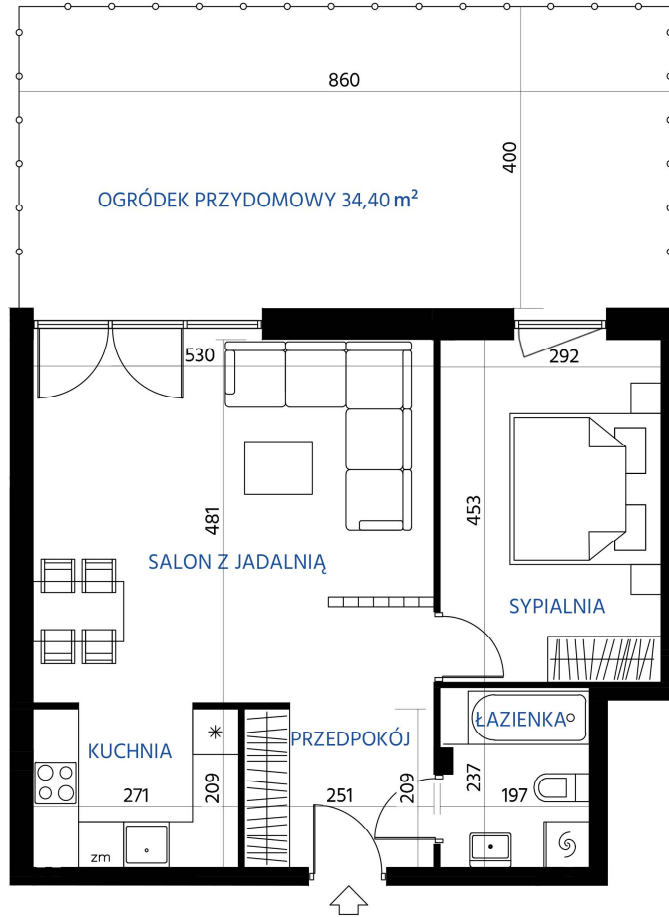 860
400
OGRÓDEK PRZYDOMOWY 34,40 m²
530
292
481
453
SALON Z JADALNIĄ
SYPIALNIA
ŁAZIENKA
KUCHNIA
PRZEDPOKÓJ
271
209
251
209
237
197
zm